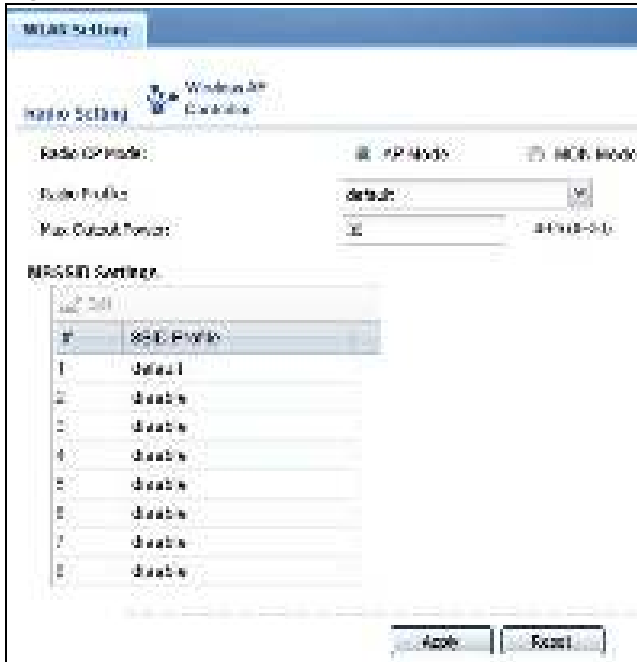 WLAN Setting
Radio Setting
Wireless AP
Controller
Radio OP Mode:
AP Mode
MON Mode
Radio Profile:
default
Max Output Power:
MBSSID Settings
Edit
# SSID Profile
1 default
2 disable
3 disable
4 disable
5 disable
6 disable
7 disable
8 disable
Apply
Reset